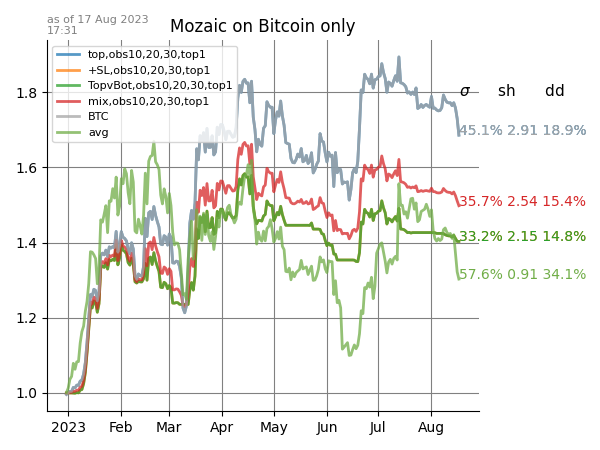 as of 17 Aug 2023
17:31
Mozaic on Bitcoin only
top,obs10,20,30,top1
+SL,obs10,20,30,top1
TopvBot,obs10,20,30,top1
mix,obs10,20,30,top1
BTC
avg
σ sh dd
45.1% 2.91 18.9%
35.7% 2.54 15.4%
33.2% 2.15 14.8%
57.6% 0.91 34.1%
1.8
1.6
1.4
1.2
1.0
2023 Feb Mar Apr May Jun Jul Aug